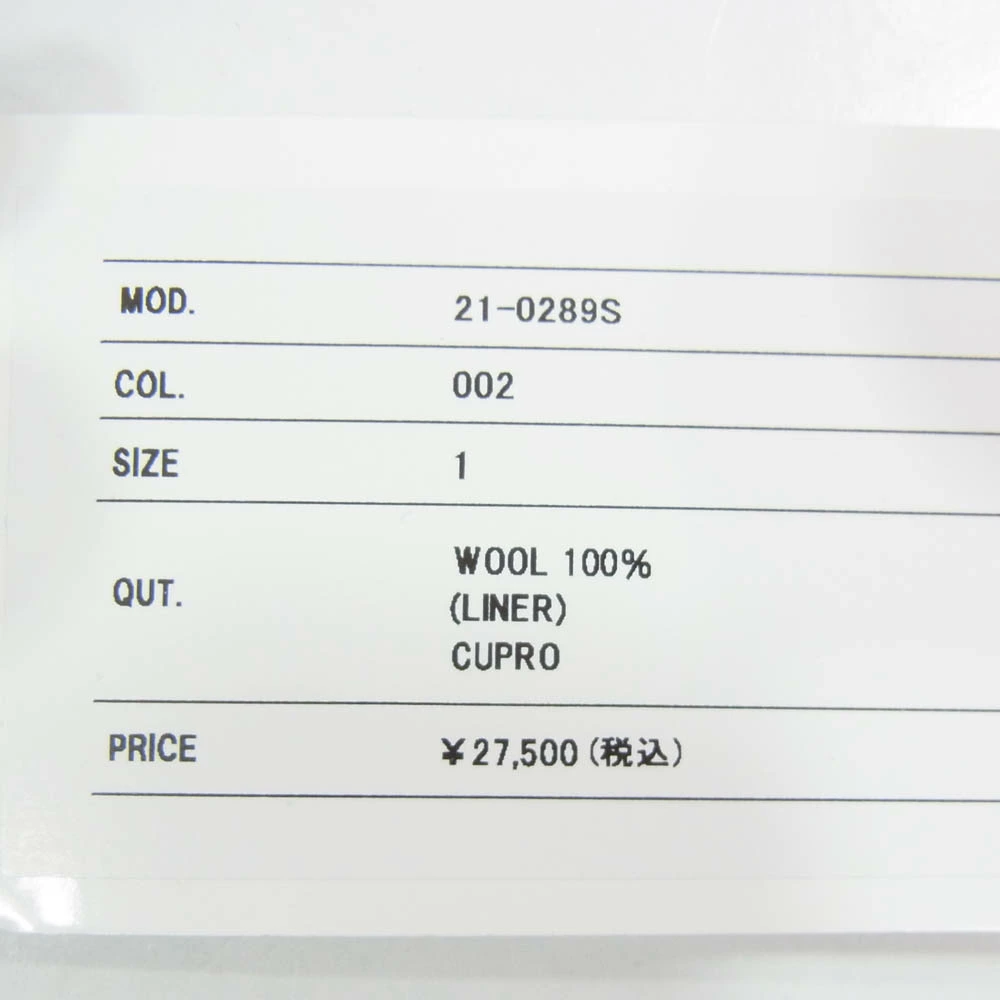 MOD. 21-0289S
COL. 002
SIZE 1
QUT. WOOL 100%
(LINER)
CUPRO
PRICE ¥27,500(税込)